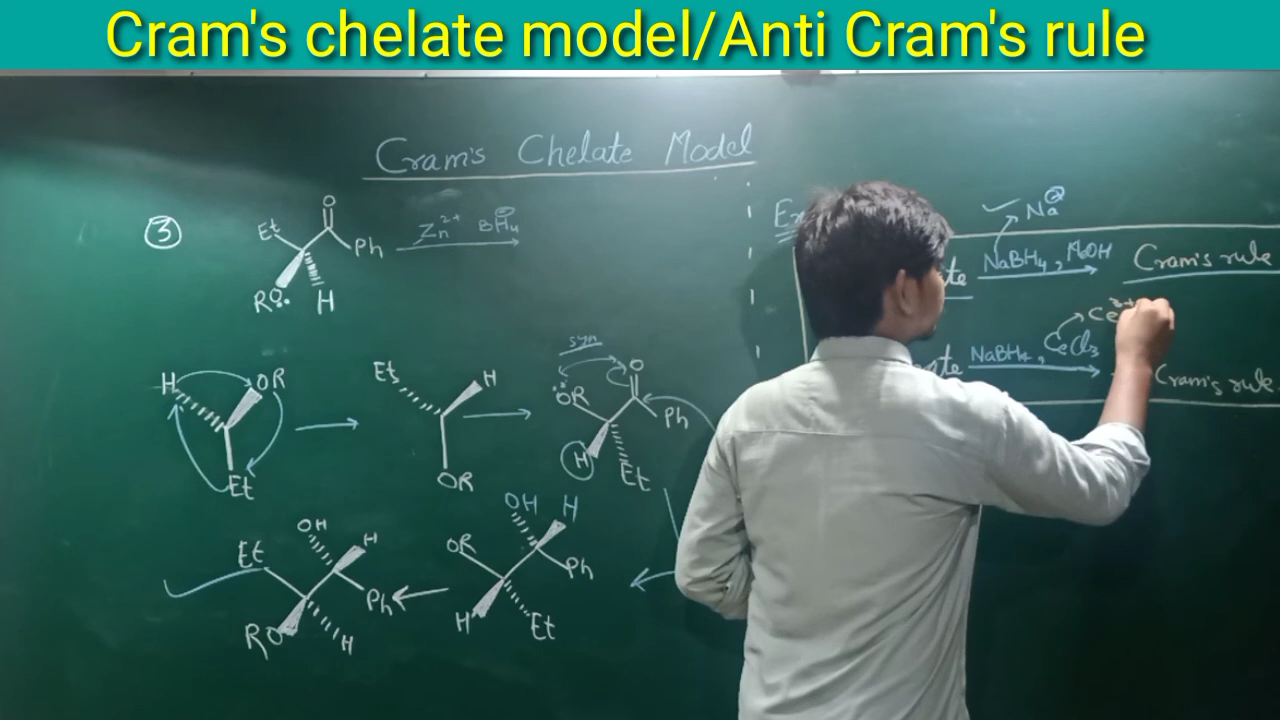 Cram's chelate model/Anti Cram's rule
Cram's Chelate Model
3
Et
O
Ph
RO
H
Zn²⁺ BH₄⁻
Na⁺
NaBH₄, MeOH
Cram's rule
NaBH₄, CeCl₃
Cram's rule
H
OR
Et
Et
H
OR
syn
OR
O
Ph
H
Et
OH
H
OR
Ph
H
Et
OH
Et
H
Ph
RO
H